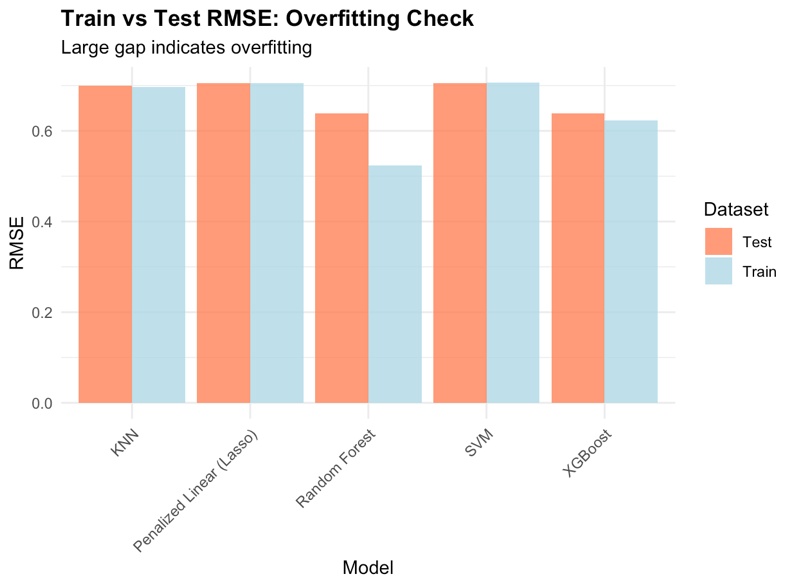 Train vs Test RMSE: Overfitting Check
Large gap indicates overfitting
RMSE
0.6
0.4
0.2
0.0
KNN
Penalized Linear (Lasso)
Random Forest
SVM
XGBoost
Model
Dataset
Test
Train